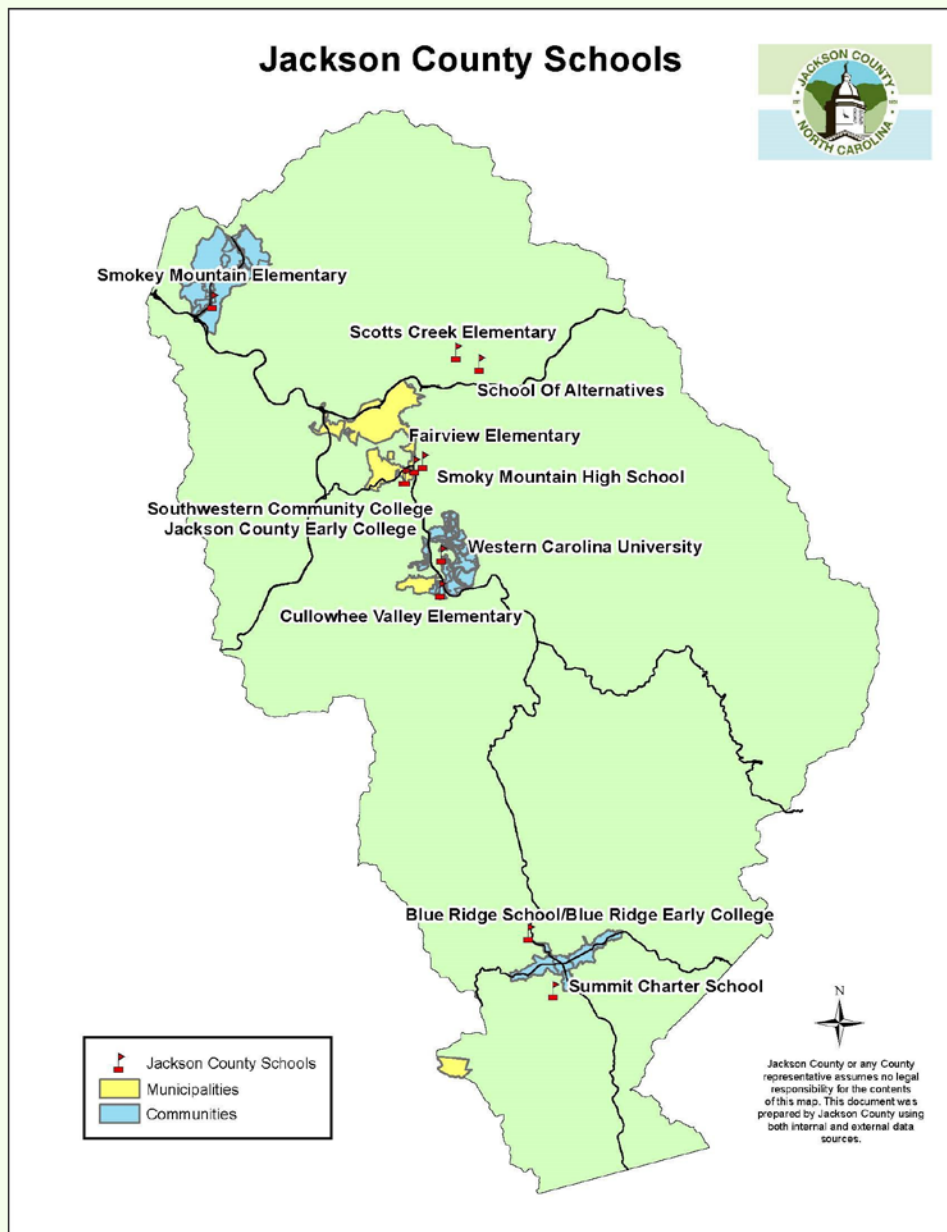 Jackson County Schools
JACKSON COUNTY
NORTH CAROLINA
Smokey Mountain Elementary
Scotts Creek Elementary
School Of Alternatives
Fairview Elementary
Smoky Mountain High School
Southwestern Community College
Jackson County Early College
Western Carolina University
Cullowhee Valley Elementary
Blue Ridge School/Blue Ridge Early College
Summit Charter School
N
Jackson County Schools
Municipalities
Communities
Jackson County or any County
representative assumes no legal
responsibility for the contents
of this map. This document was
prepared by Jackson County using
both internal and external data
sources.